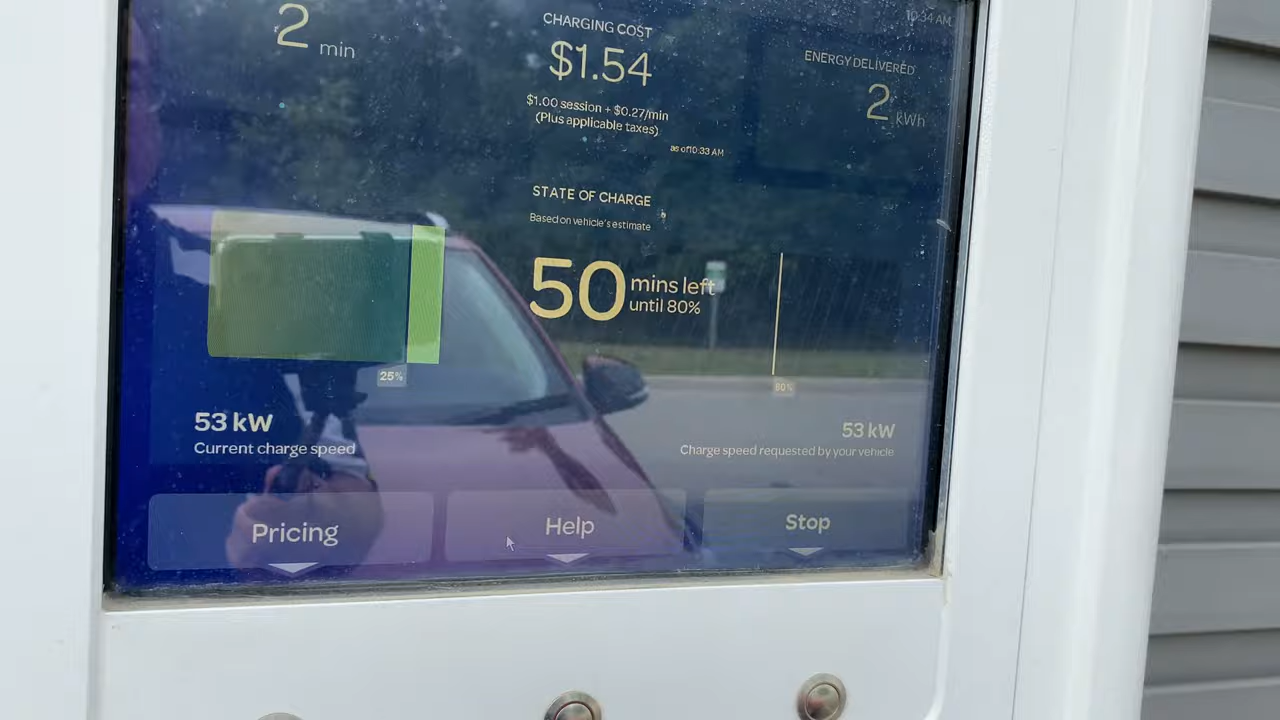 10:34 AM
2 min
CHARGING COST
$1.54
$1.00 session + $0.27/min
(Plus applicable taxes)
as of 10:33 AM
ENERGY DELIVERED
2 kWh
STATE OF CHARGE
Based on vehicle's estimate
50 mins left
until 80%
25%
80%
53 kW
Current charge speed
53 kW
Charge speed requested by your vehicle
Pricing
Help
Stop